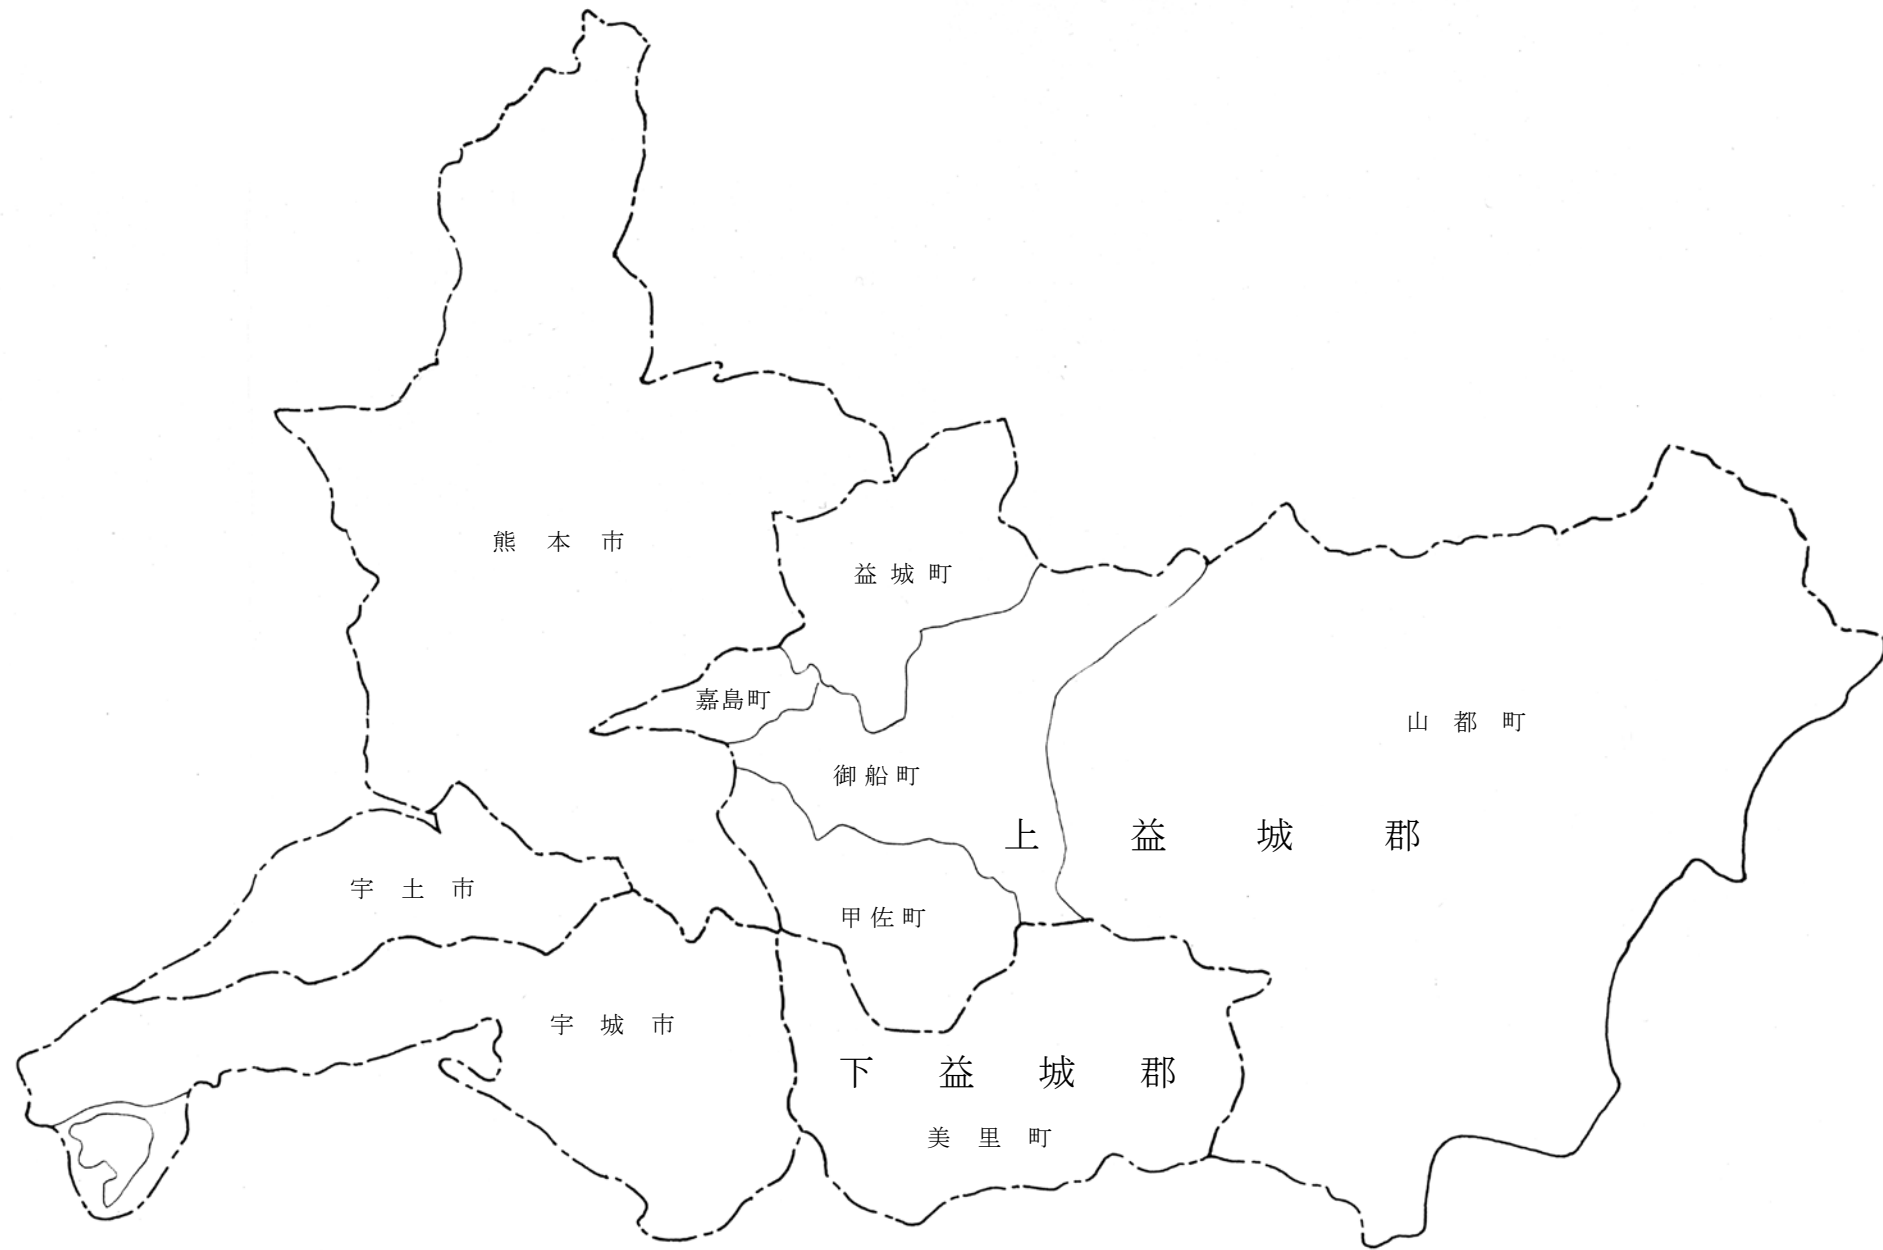 熊本市
益城町
嘉島町
山都町
御船町
上益城郡
宇土市
甲佐町
宇城市
下益城郡
美里町